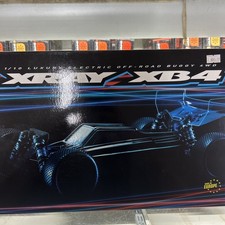 1/10 LUXURY ELECTRIC OFF-ROAD BUGGY 4WD
XRAY XB4